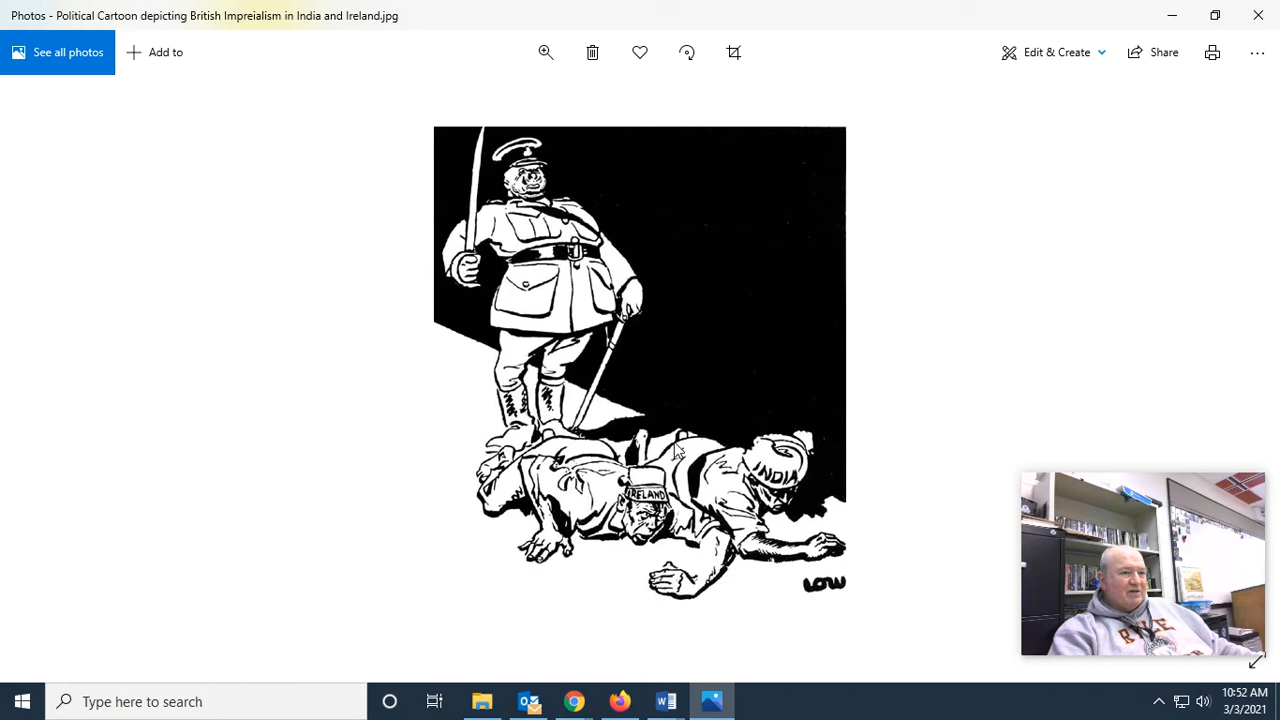 Photos - Political Cartoon depicting British Impreialism in India and Ireland.jpg
See all photos
Add to
Edit & Create
Share
INDIA
IRELAND
LOW
Type here to search
10:52 AM
3/3/2021